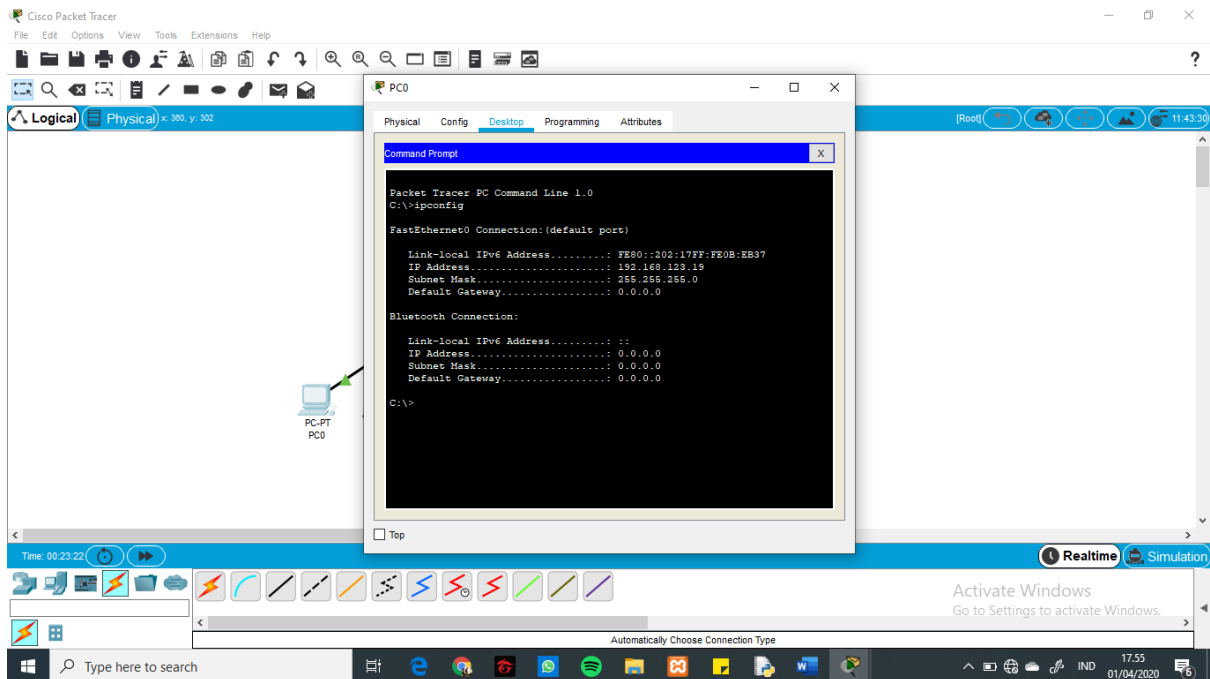 Cisco Packet Tracer
File Edit Options View Tools Extensions Help
?
PC0
Logical
Physical
x: 360, y: 302
[Root]
11:43:30
Physical Config Desktop Programming Attributes
Command Prompt
X
Packet Tracer PC Command Line 1.0
C:\>ipconfig
FastEthernet0 Connection:(default port)
Link-local IPv6 Address.........: FE80::202:17FF:FE0B:EB37
IP Address......................: 192.168.123.19
Subnet Mask.....................: 255.255.255.0
Default Gateway.................: 0.0.0.0
Bluetooth Connection:
Link-local IPv6 Address.........: ::
IP Address......................: 0.0.0.0
Subnet Mask.....................: 0.0.0.0
Default Gateway.................: 0.0.0.0
C:\>
PC-PT
PC0
Top
Time: 00:23:22
Realtime
Simulation
Activate Windows
Go to Settings to activate Windows.
Automatically Choose Connection Type
Type here to search
IND
17.55
01/04/2020
6